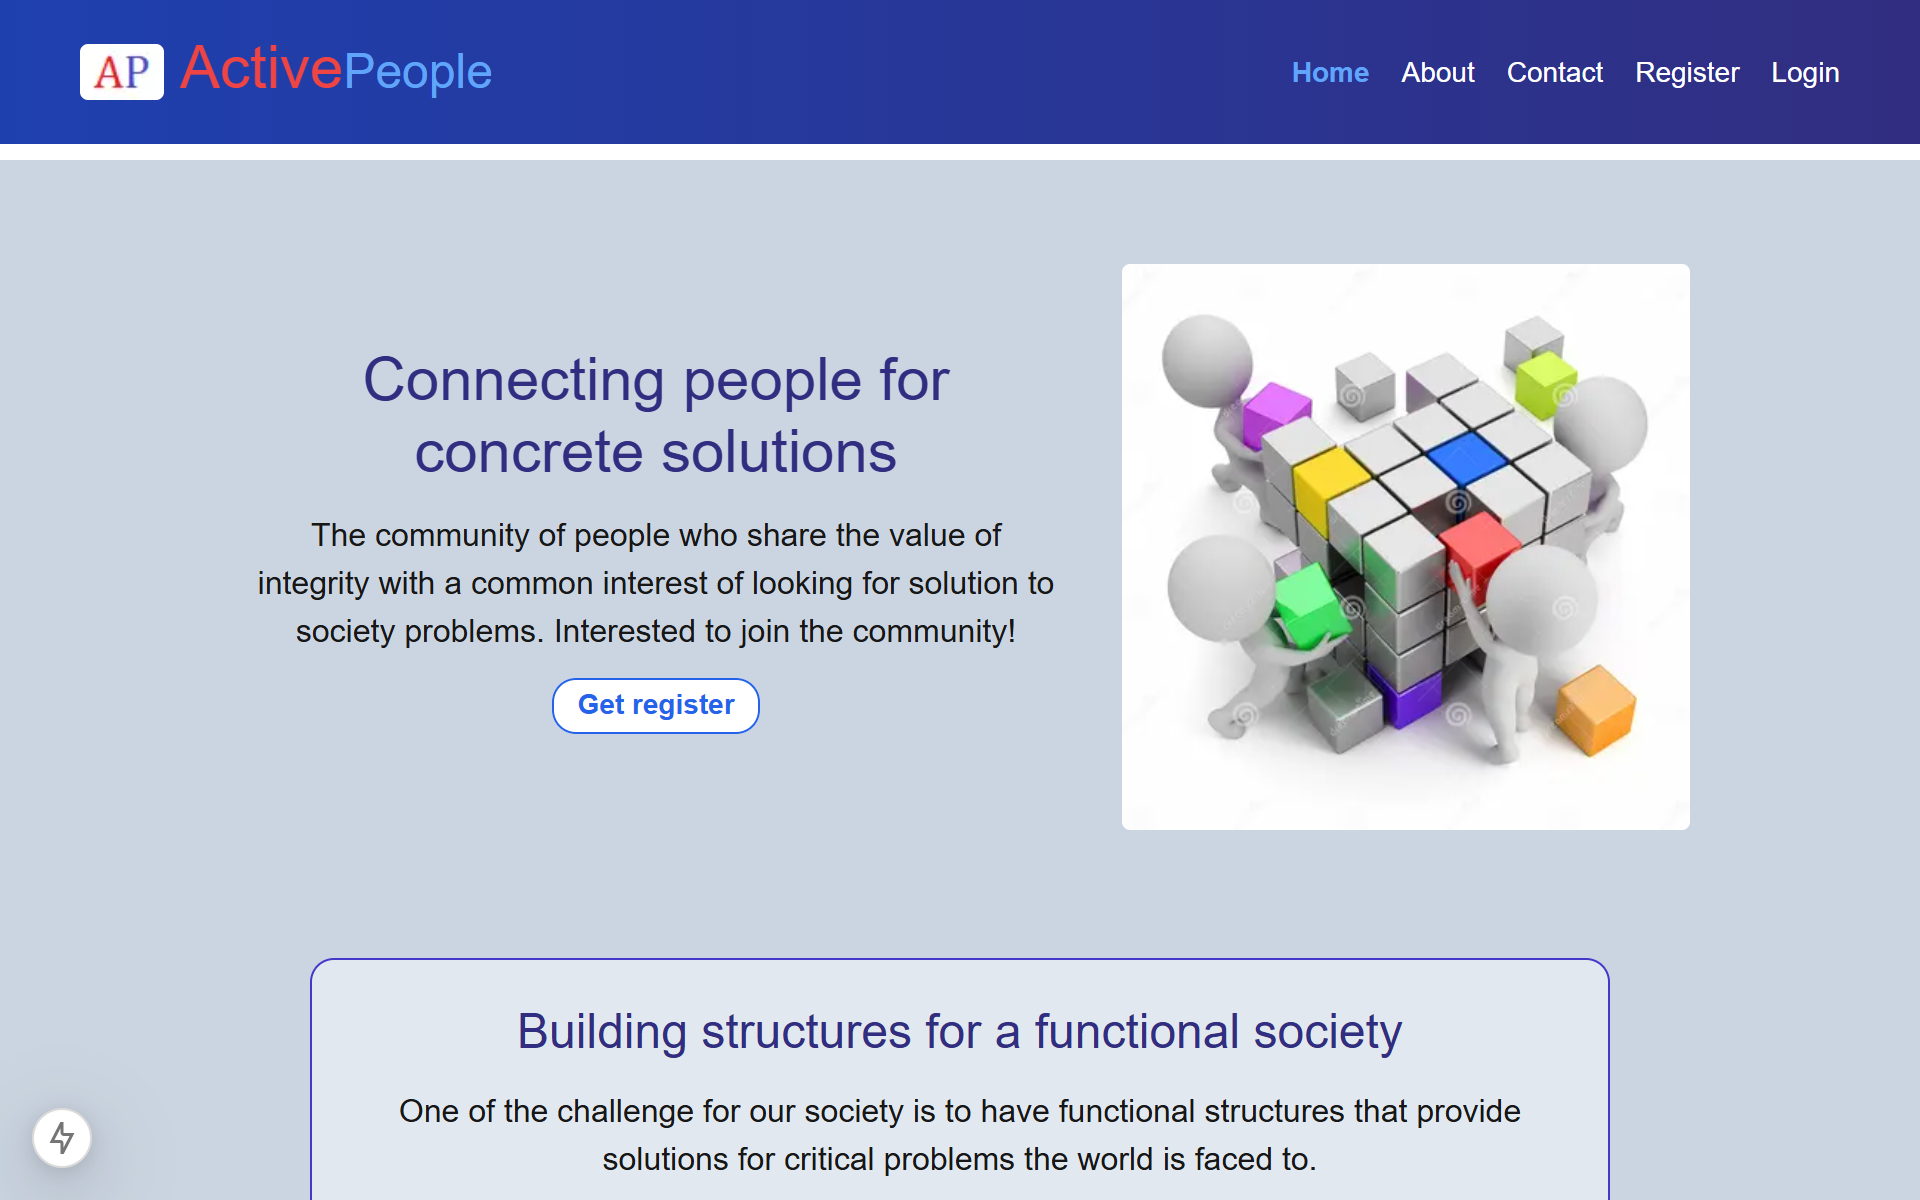 AP ActivePeople
Home About Contact Register Login
Connecting people for
concrete solutions
The community of people who share the value of
integrity with a common interest of looking for solution to
society problems. Interested to join the community!
Get register
Building structures for a functional society
One of the challenge for our society is to have functional structures that provide
solutions for critical problems the world is faced to.